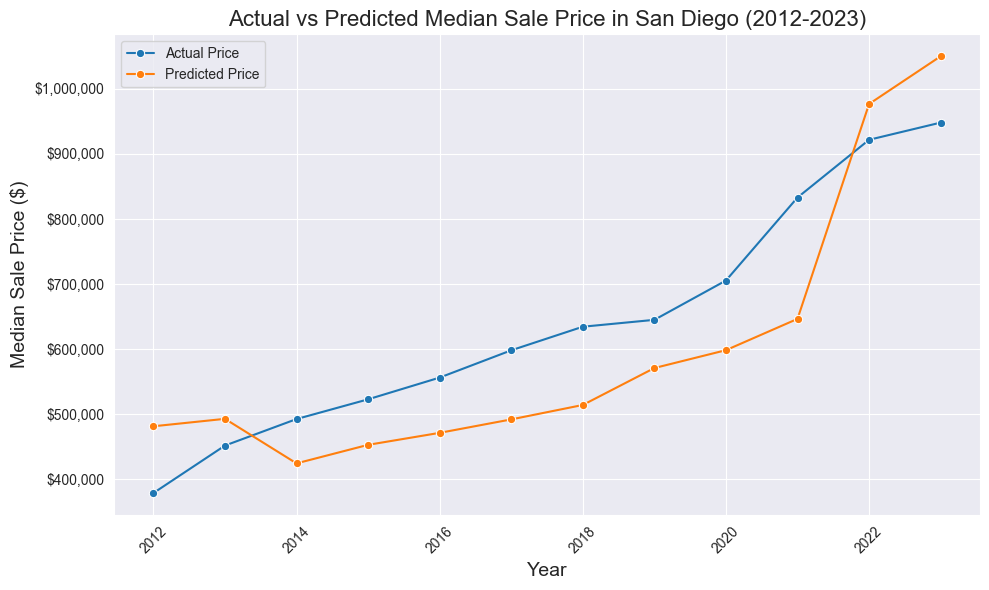 Actual vs Predicted Median Sale Price in San Diego (2012-2023)
Actual Price
Predicted Price
$1,000,000
$900,000
$800,000
$700,000
$600,000
$500,000
$400,000
Median Sale Price ($)
2012
2014
2016
2018
2020
2022
Year